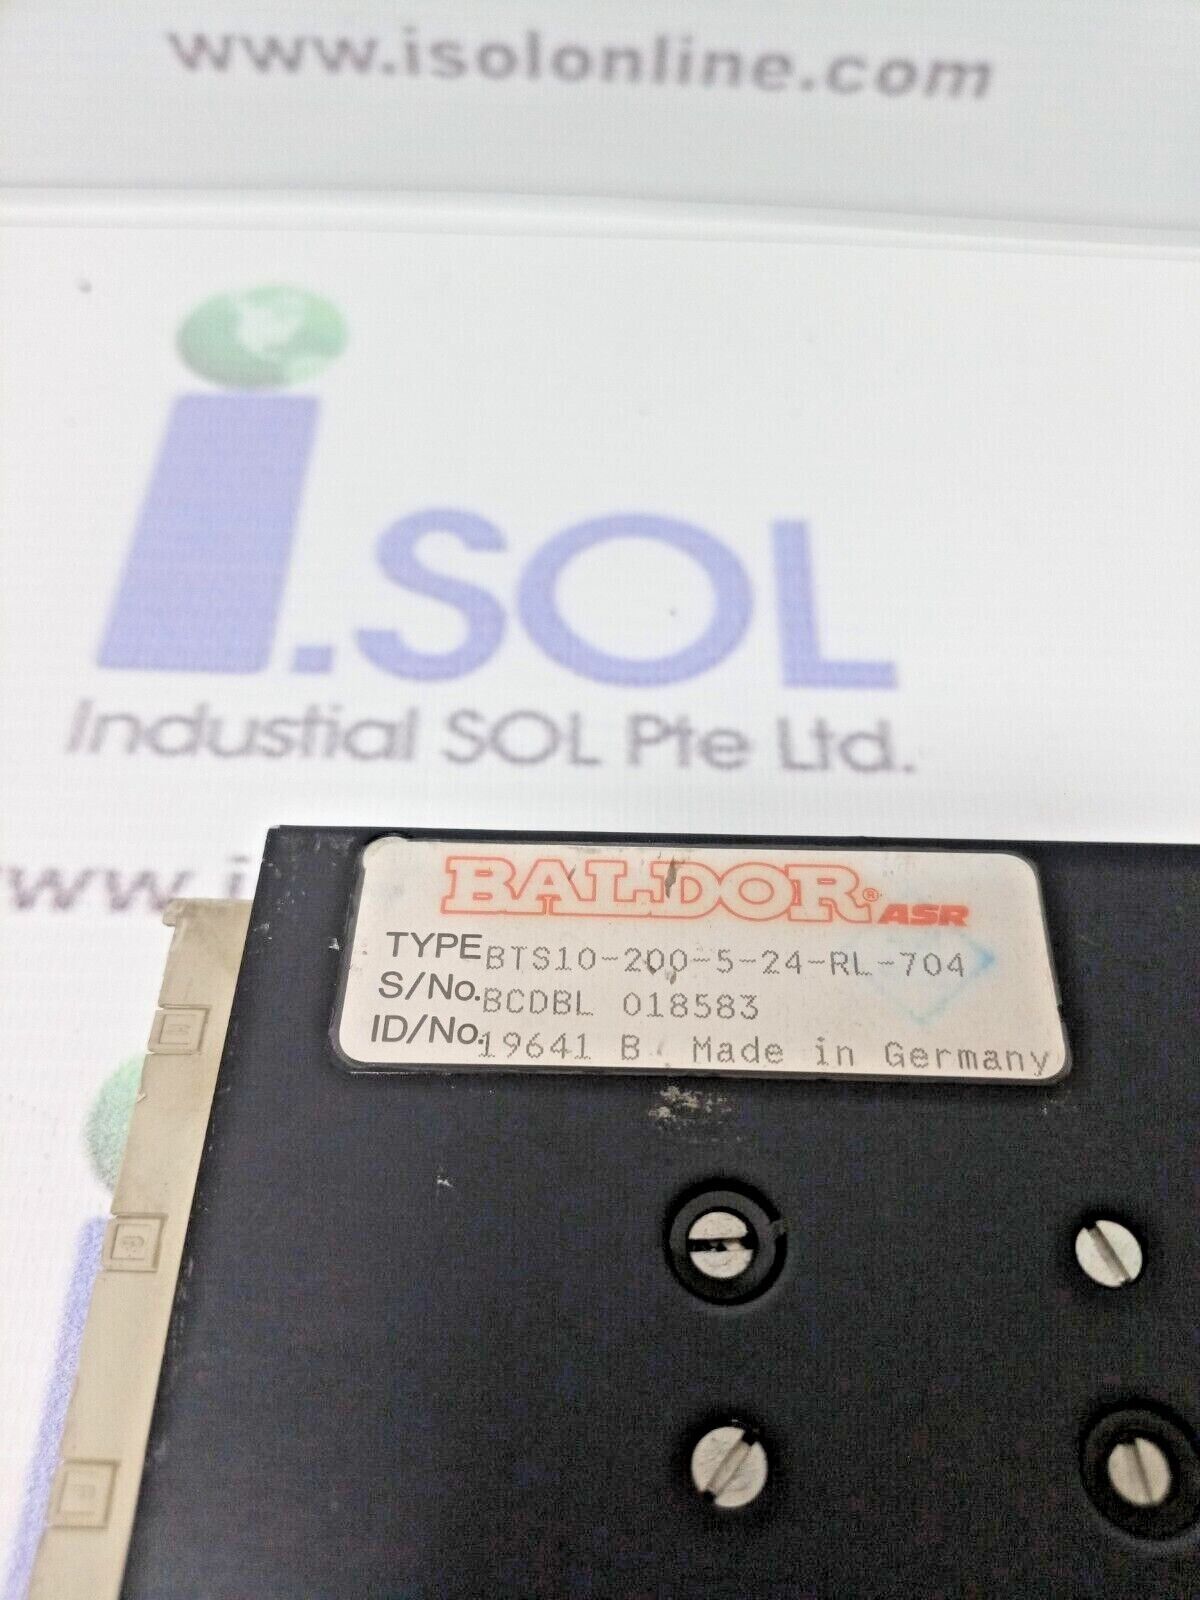 www.isolonline.com
i.SOL
Industial SOL Pte Ltd.
www.i
BALDOR® ASR
TYPE BTS10-200-5-24-RL-704
S/No. BCDBL 018583
ID/No. 19641 B. Made in Germany